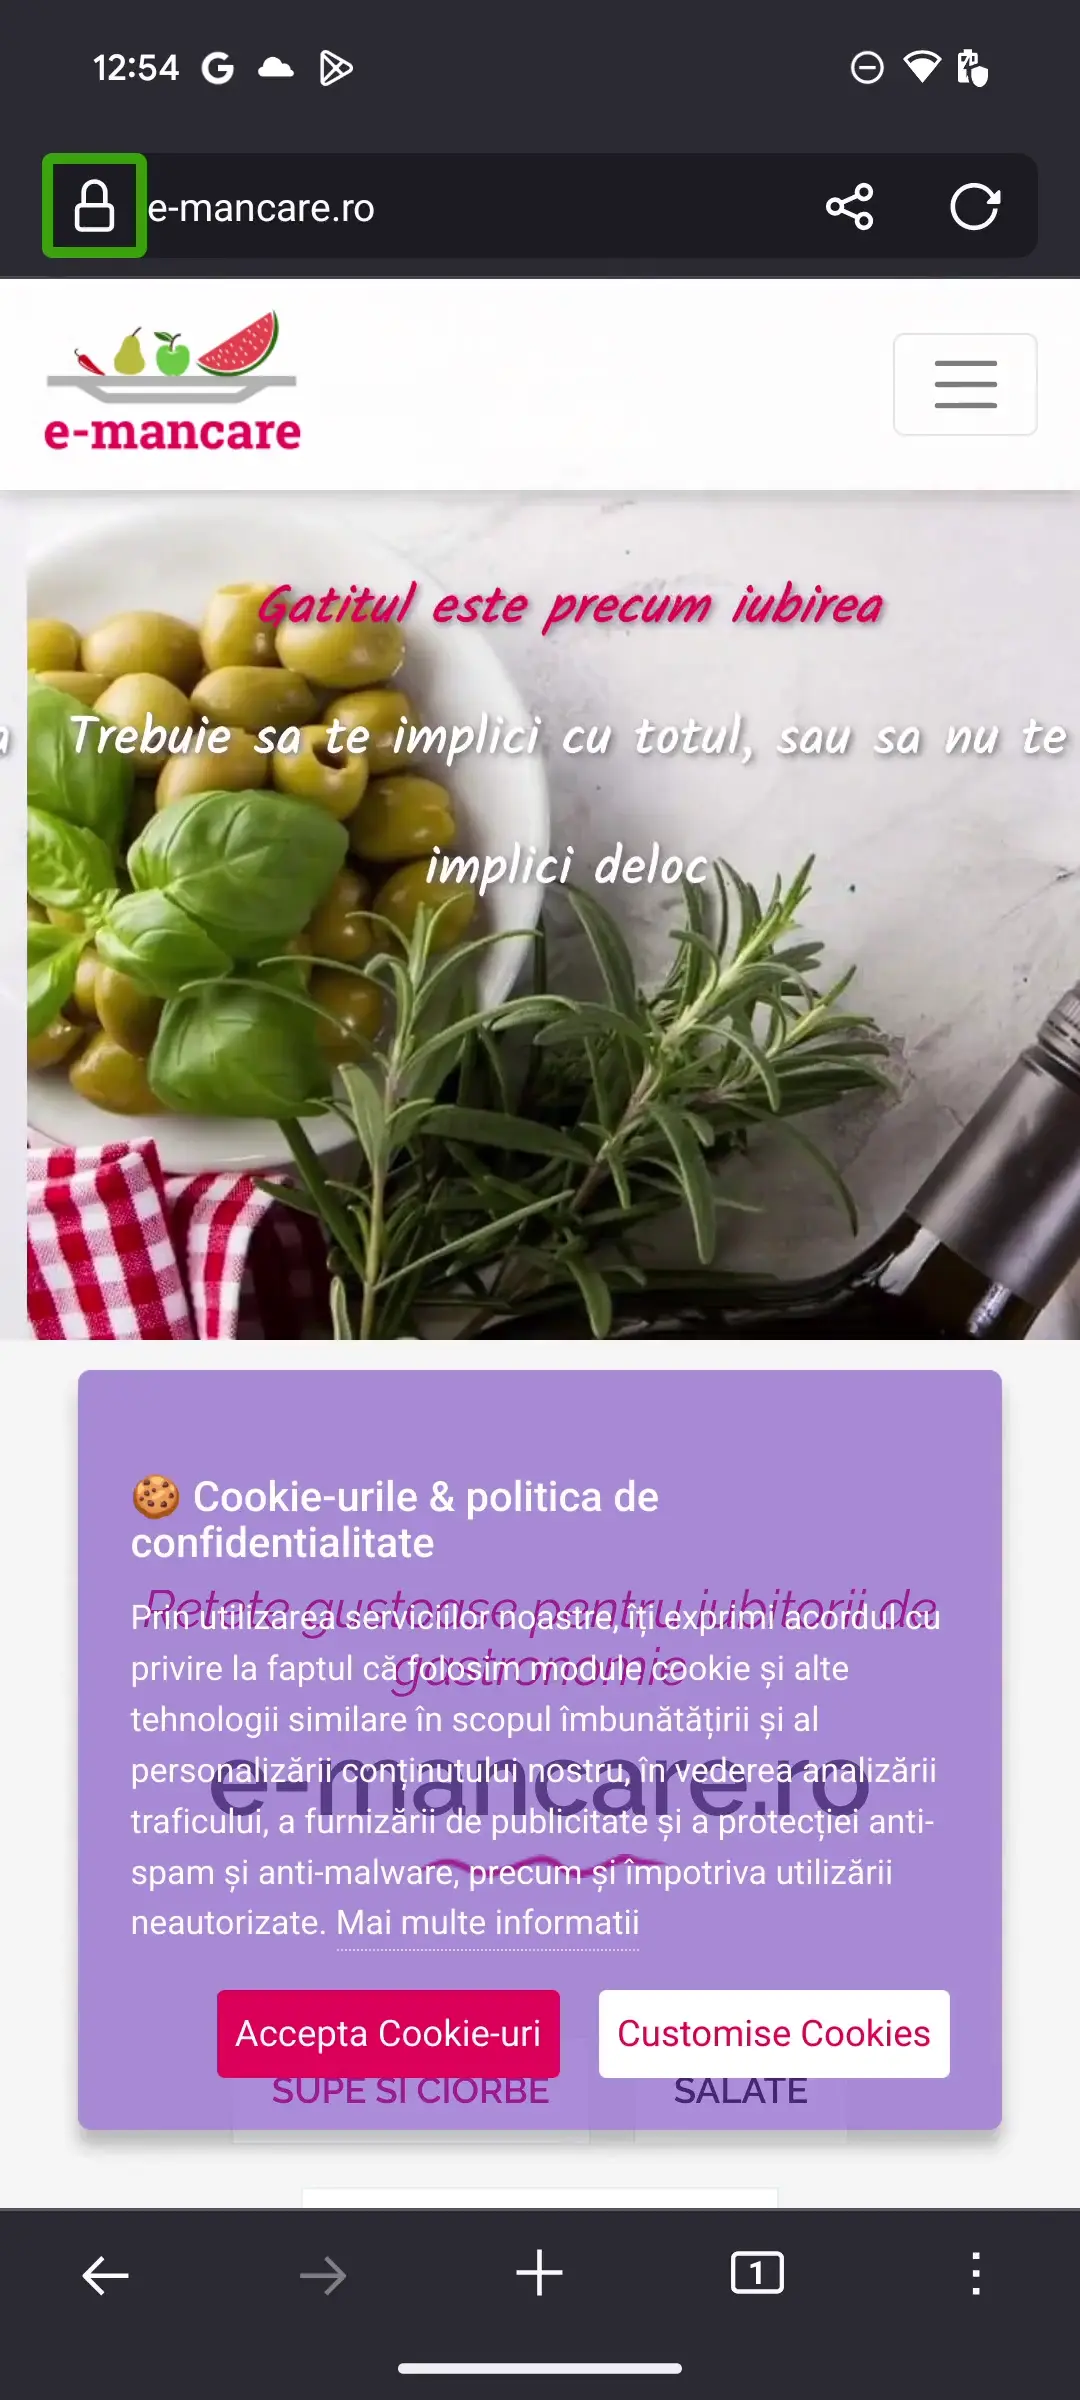 12:54
e-mancare.ro
e-mancare
Gatitul este precum iubirea
a Trebuie sa te implici cu totul, sau sa nu te
implici deloc
🍪 Cookie-urile & politica de
confidentialitate
Retete gustoase pentru iubitorii de
Prin utilizarea serviciilor noastre, îți exprimi acordul cu
privire la faptul că folosim module cookie și alte
gastronomie
tehnologii similare în scopul îmbunătățirii și al
personalizării conținutului nostru, în vederea analizării
e-mancare.ro
traficului, a furnizării de publicitate și a protecției anti-
spam și anti-malware, precum și împotriva utilizării
neautorizate. Mai multe informatii
Accepta Cookie-uri Customise Cookies
SUPE SI CIORBE SALATE
1